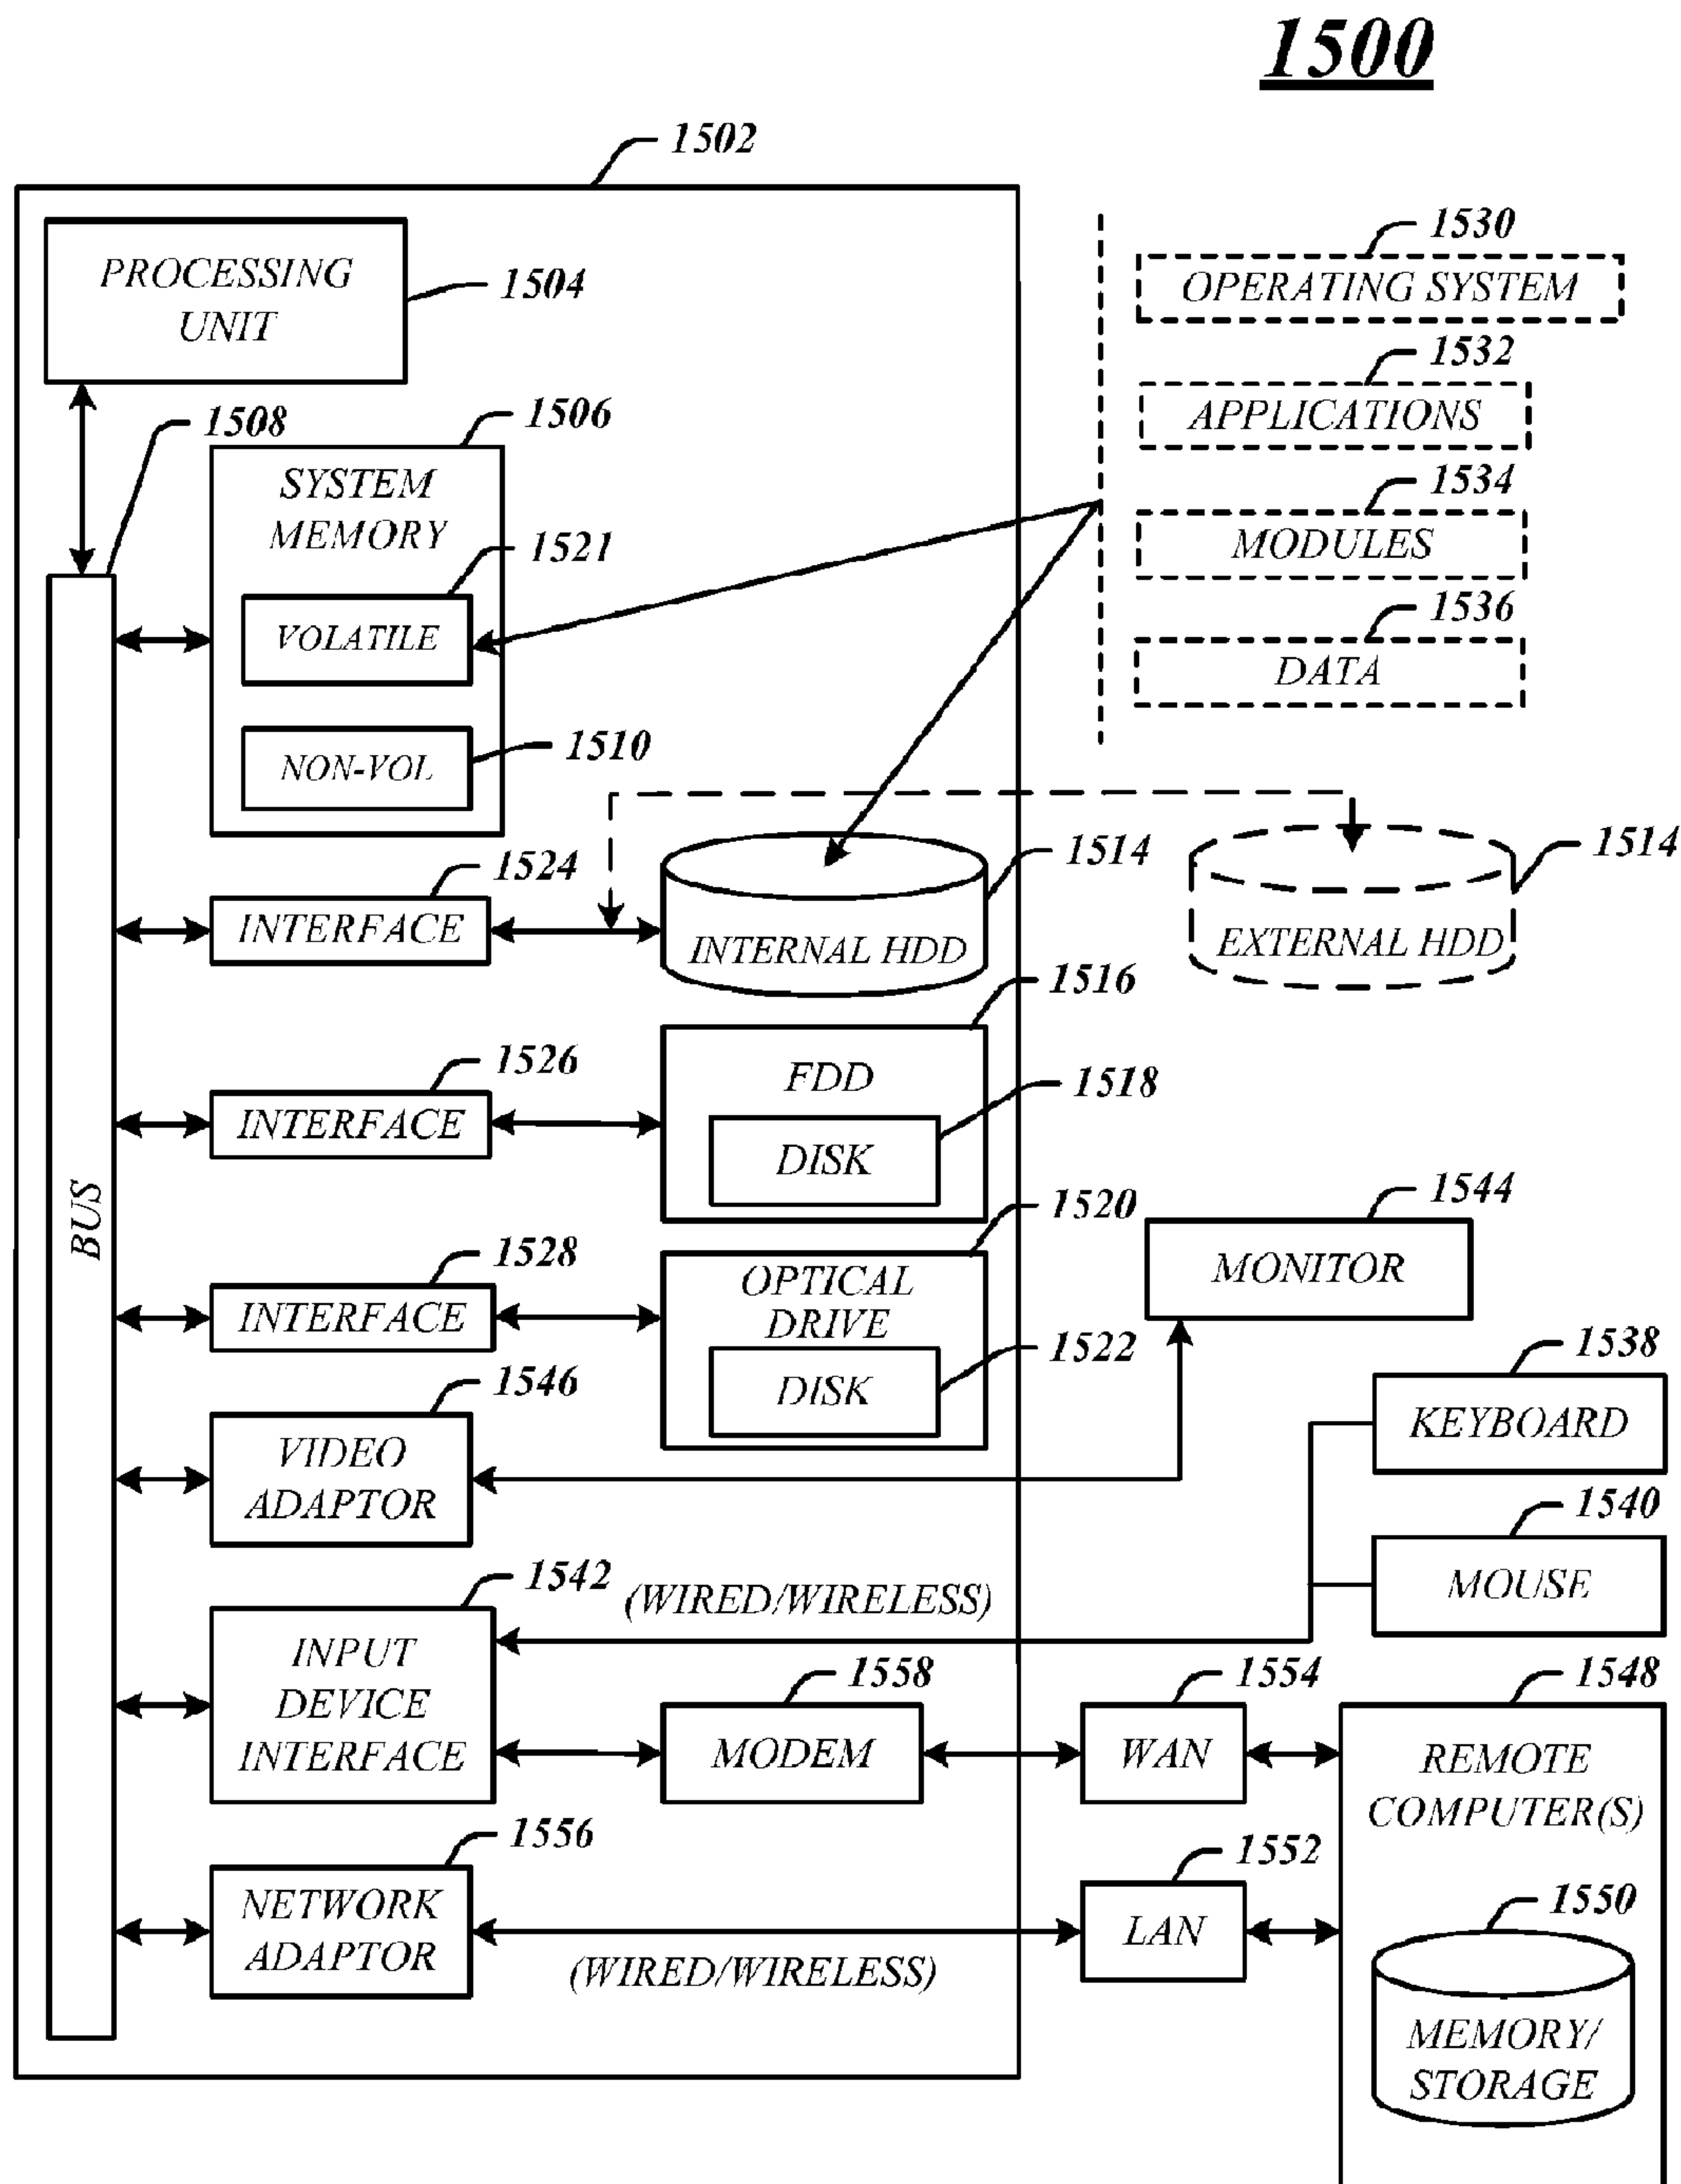 1500
1502
PROCESSING
UNIT
1504
1530
OPERATING SYSTEM
1532
APPLICATIONS
1534
MODULES
1536
DATA
1508
1506
SYSTEM
MEMORY
1521
VOLATILE
1510
NON-VOL
1524
INTERFACE
1514
INTERNAL HDD
1514
EXTERNAL HDD
1516
FDD
1526
INTERFACE
1518
DISK
BUS
1520
OPTICAL
DRIVE
1528
INTERFACE
1522
DISK
1544
MONITOR
1546
VIDEO
ADAPTOR
1538
KEYBOARD
1540
MOUSE
1542
(WIRED/WIRELESS)
INPUT
DEVICE
INTERFACE
1558
MODEM
1554
WAN
1548
REMOTE
COMPUTER(S)
1556
NETWORK
ADAPTOR
(WIRED/WIRELESS)
1552
LAN
1550
MEMORY/
STORAGE